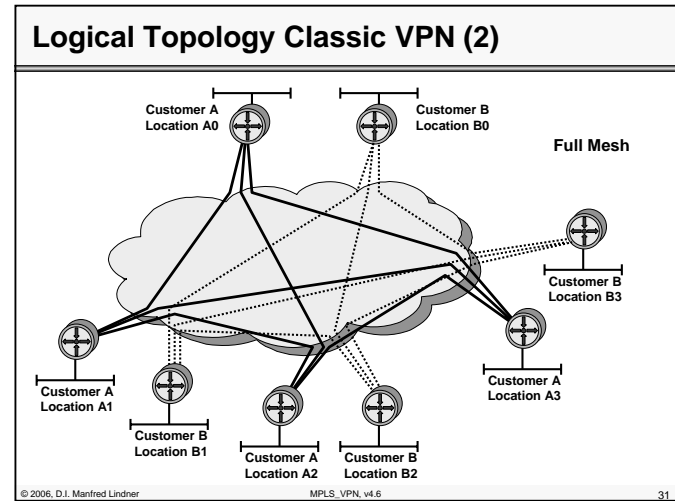 Logical Topology Classic VPN (2)
Customer A
Location A0
Customer B
Location B0
Full Mesh
Customer B
Location B3
Customer A
Location A3
Customer A
Location A1
Customer B
Location B1
Customer A
Location A2
Customer B
Location B2
© 2006, D.I. Manfred Lindner
MPLS_VPN, v4.6
31